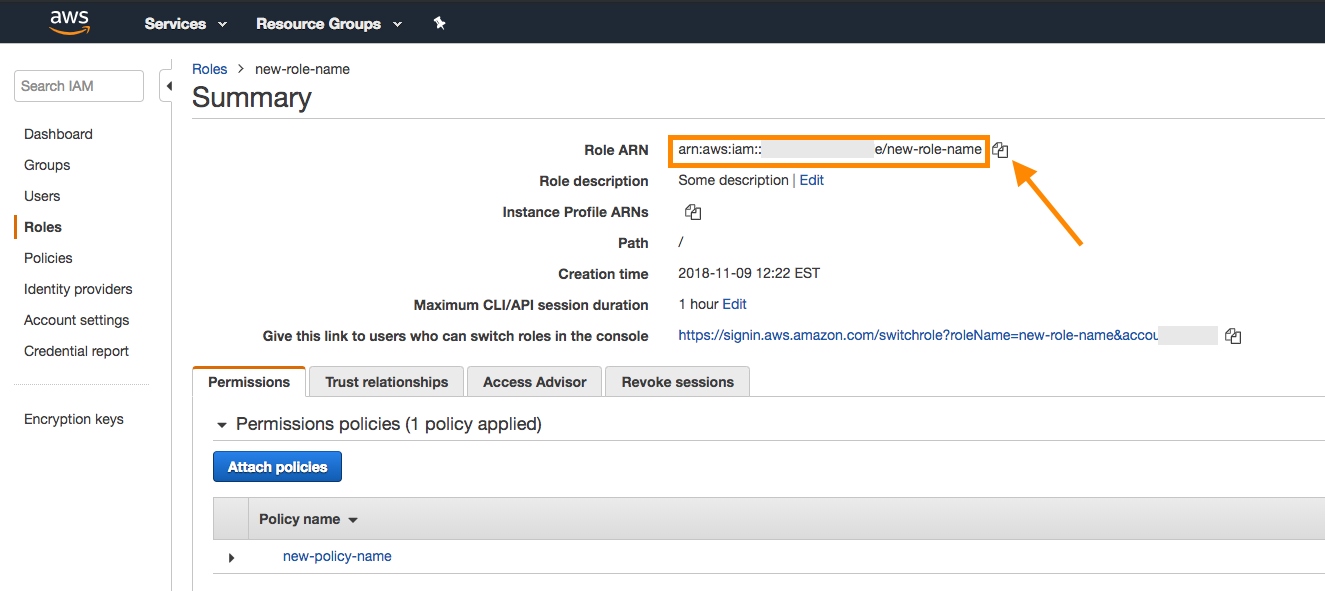 aws Services Resource Groups
Search IAM
Dashboard
Groups
Users
Roles
Policies
Identity providers
Account settings
Credential report
Encryption keys
Roles > new-role-name
Summary
Role ARN arn:aws:iam:: e/new-role-name
Role description Some description | Edit
Instance Profile ARNs
Path /
Creation time 2018-11-09 12:22 EST
Maximum CLI/API session duration 1 hour Edit
Give this link to users who can switch roles in the console https://signin.aws.amazon.com/switchrole?roleName=new-role-name&accou
Permissions Trust relationships Access Advisor Revoke sessions
Permissions policies (1 policy applied)
Attach policies
Policy name
new-policy-name